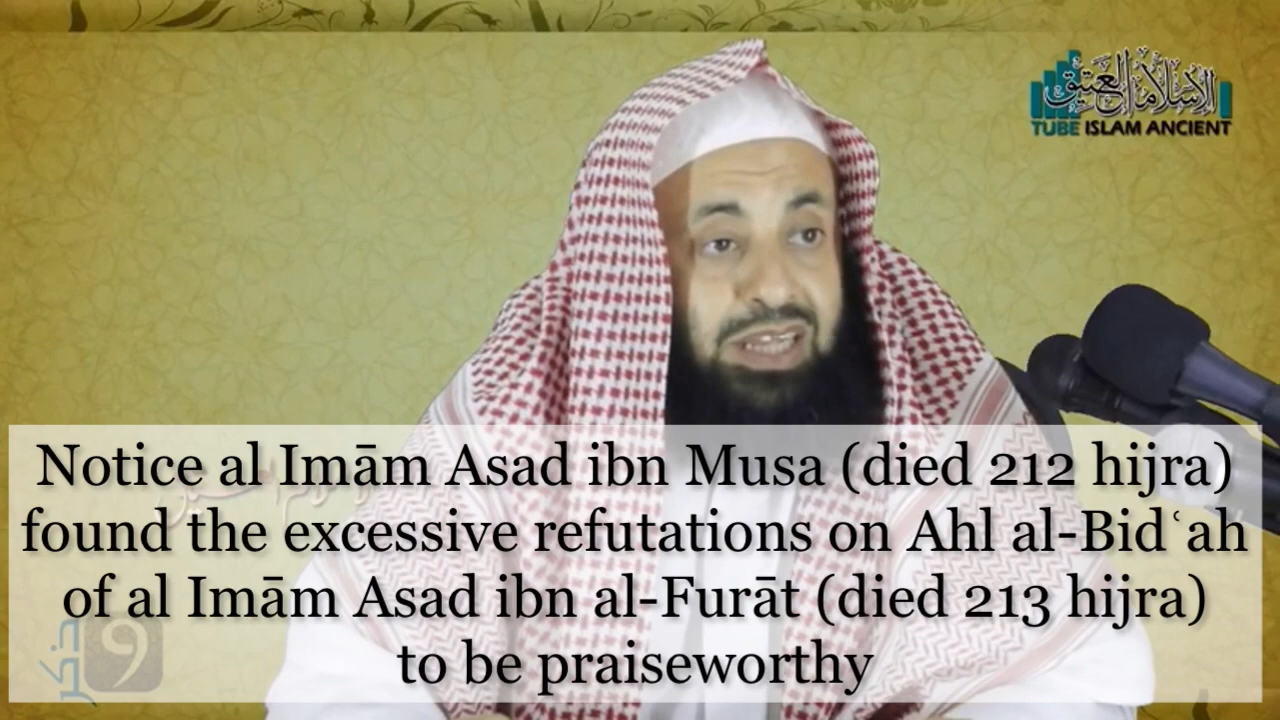 الإسلام العتيق
TUBE ISLAM ANCIENT
Notice al Imām Asad ibn Musa (died 212 hijra)
found the excessive refutations on Ahl al-Bidʿah
of al Imām Asad ibn al-Furāt (died 213 hijra)
to be praiseworthy